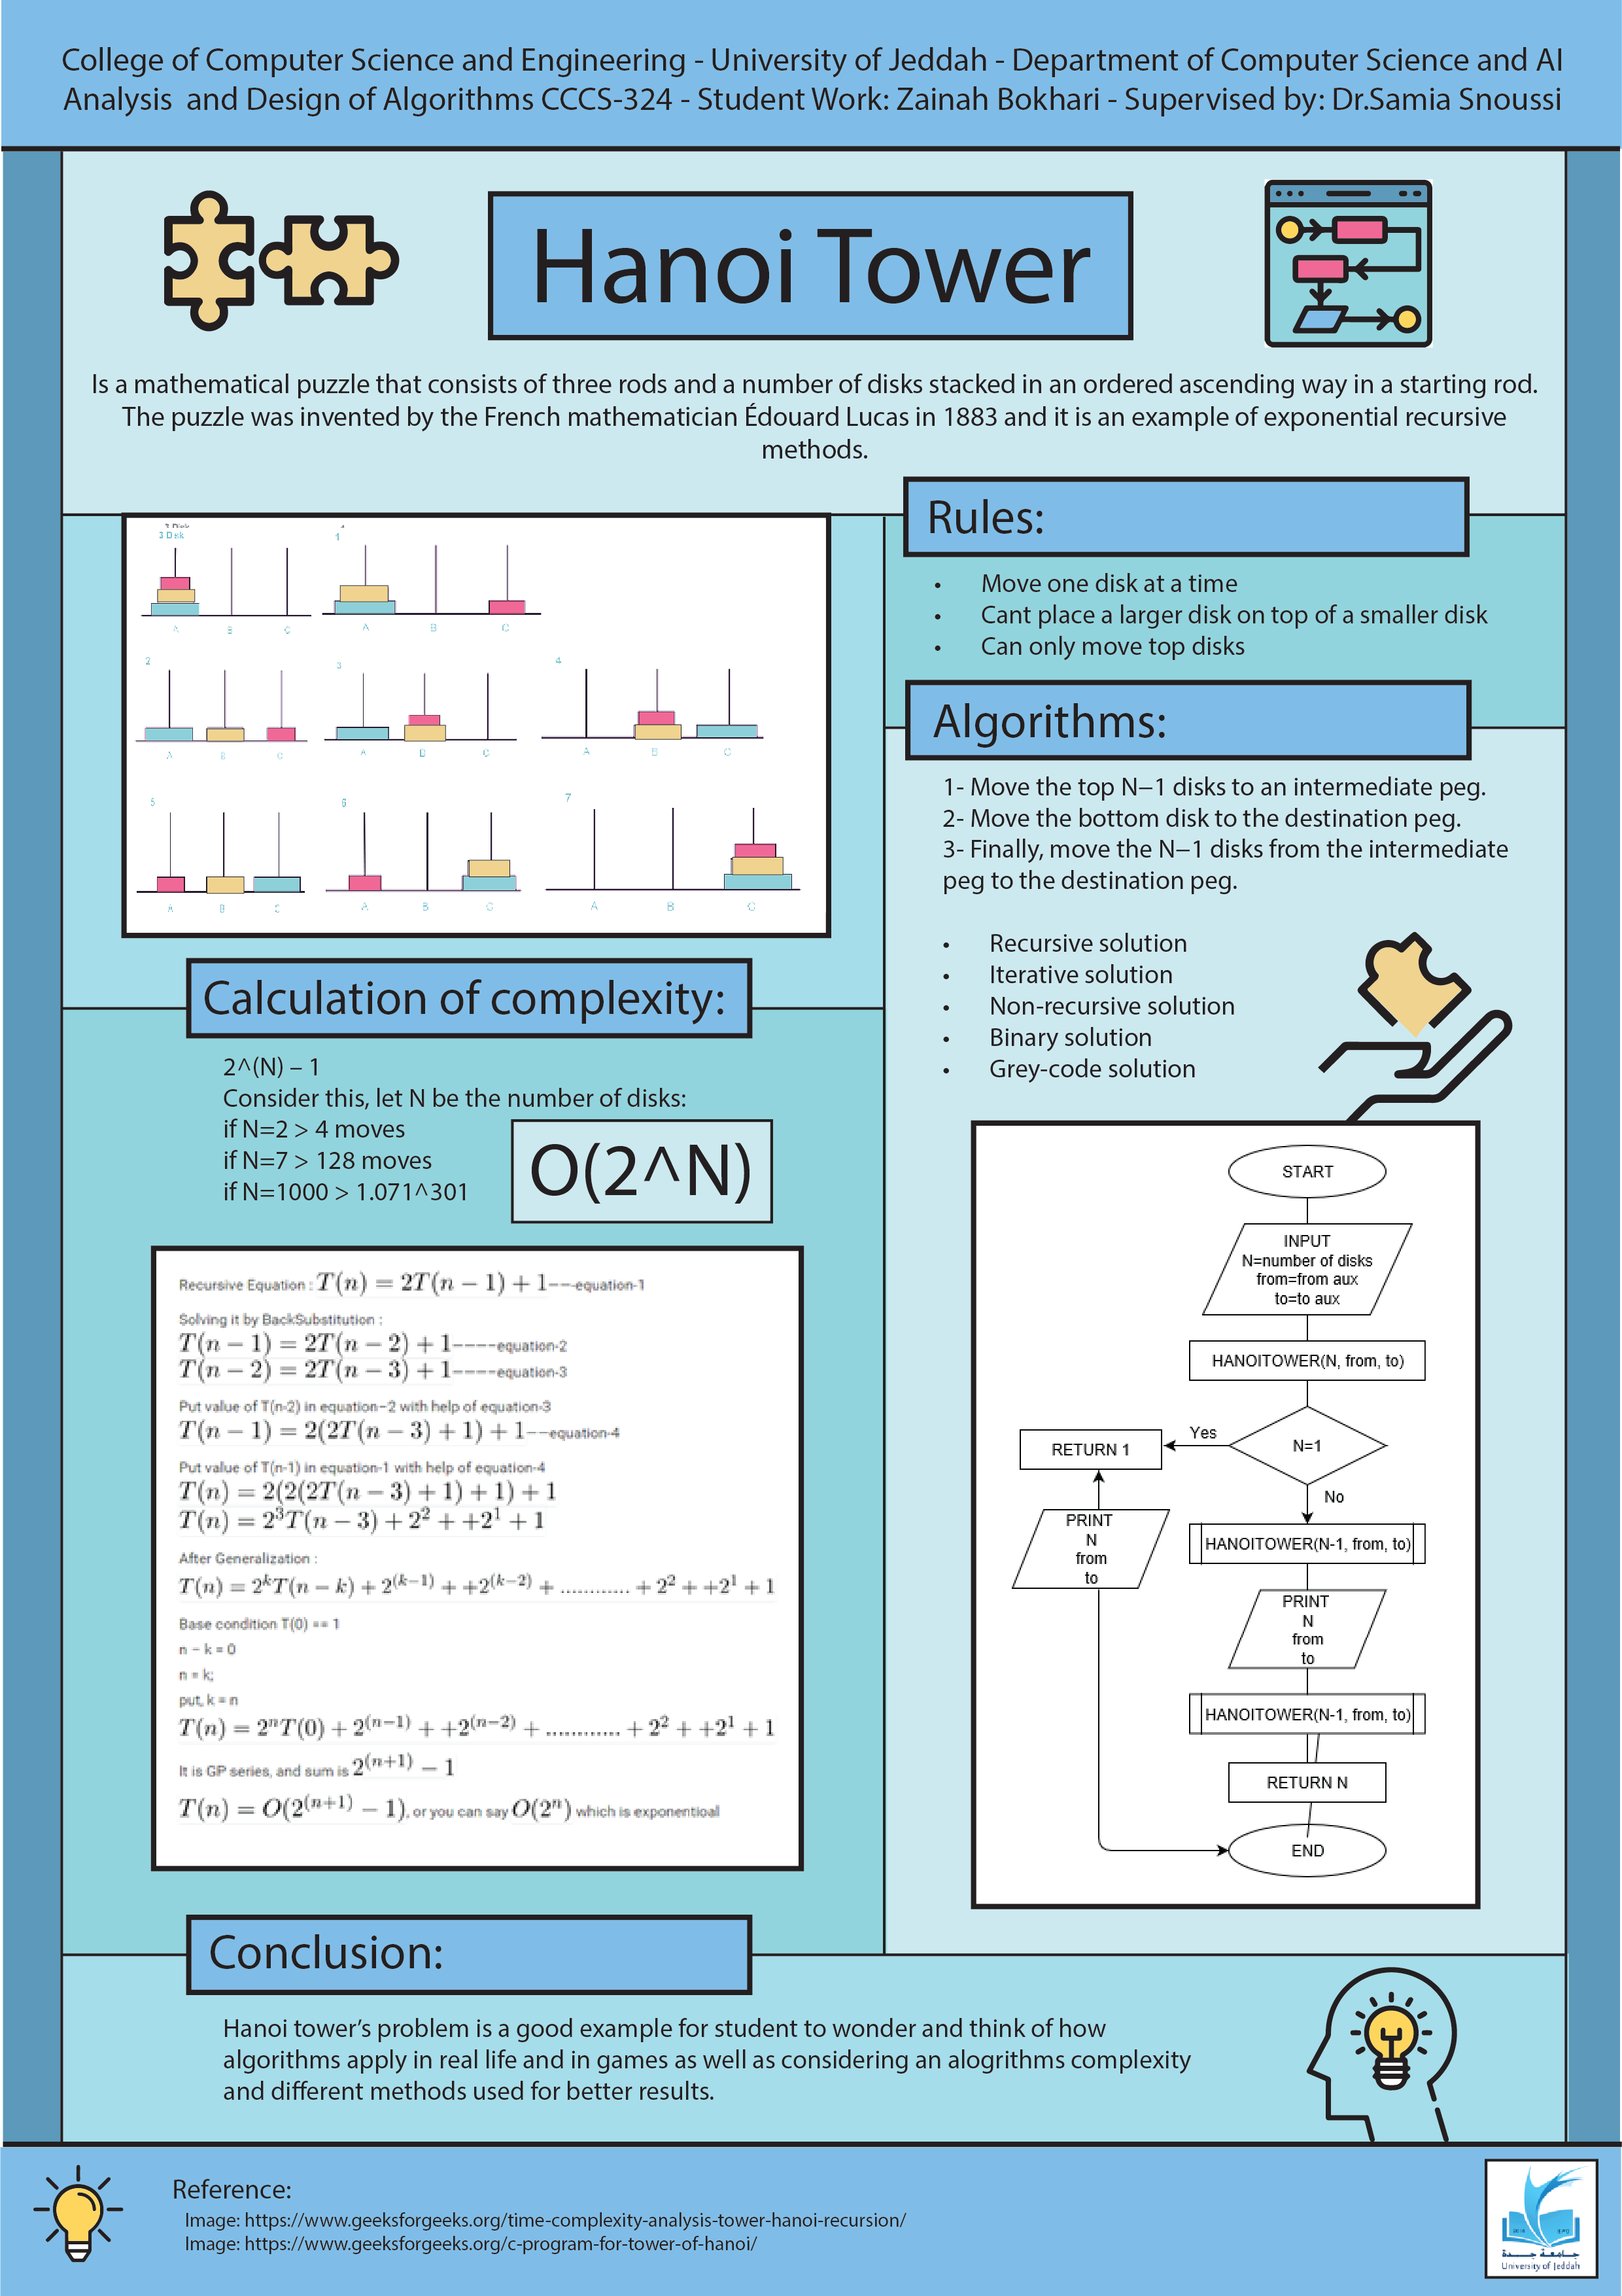 College of Computer Science and Engineering - University of Jeddah - Department of Computer Science and AI
Analysis and Design of Algorithms CCCS-324 - Student Work: Zainah Bokhari - Supervised by: Dr.Samia Snoussi
Hanoi Tower
Is a mathematical puzzle that consists of three rods and a number of disks stacked in an ordered ascending way in a starting rod.
The puzzle was invented by the French mathematician Édouard Lucas in 1883 and it is an example of exponential recursive
methods.
3 Disk
A B C
1
A B C
2
A B C
3
A B C
4
A B C
5
A B C
6
A B C
7
A B C
Rules:
• Move one disk at a time
• Cant place a larger disk on top of a smaller disk
• Can only move top disks
Algorithms:
1- Move the top N−1 disks to an intermediate peg.
2- Move the bottom disk to the destination peg.
3- Finally, move the N−1 disks from the intermediate
peg to the destination peg.
• Recursive solution
• Iterative solution
• Non-recursive solution
• Binary solution
• Grey-code solution
START
INPUT
N=number of disks
from=from aux
to=to aux
HANOITOWER(N, from, to)
N=1
Yes
RETURN 1
No
PRINT
N
from
to
HANOITOWER(N-1, from, to)
PRINT
N
from
to
HANOITOWER(N-1, from, to)
RETURN N
END
Calculation of complexity:
2^(N) – 1
Consider this, let N be the number of disks:
if N=2 > 4 moves
if N=7 > 128 moves
if N=1000 > 1.071^301
O(2^N)
Recursive Equation : T(n) = 2T(n − 1) + 1−−−equation-1
Solving it by BackSubstitution :
T(n − 1) = 2T(n − 2) + 1−−−−equation-2
T(n − 2) = 2T(n − 3) + 1−−−−equation-3
Put value of T(n-2) in equation−2 with help of equation-3
T(n − 1) = 2(2T(n − 3) + 1) + 1−−equation-4
Put value of T(n-1) in equation-1 with help of equation-4
T(n) = 2(2(2T(n − 3) + 1) + 1) + 1
T(n) = 2³T(n − 3) + 2² + +2¹ + 1
After Generalization :
T(n) = 2^kT(n − k) + 2^(k−1) + +2^(k−2) + ............ + 2² + +2¹ + 1
Base condition T(0) == 1
n − k = 0
n = k;
put, k = n
T(n) = 2^nT(0) + 2^(n−1) + +2^(n−2) + ............ + 2² + +2¹ + 1
It is GP series, and sum is 2^(n+1) − 1
T(n) = O(2^(n+1) − 1), or you can say O(2^n) which is exponentioal
Conclusion:
Hanoi tower’s problem is a good example for student to wonder and think of how
algorithms apply in real life and in games as well as considering an alogrithms complexity
and different methods used for better results.
Reference:
Image: https://www.geeksforgeeks.org/time-complexity-analysis-tower-hanoi-recursion/
Image: https://www.geeksforgeeks.org/c-program-for-tower-of-hanoi/
جامعة جدة
University of Jeddah